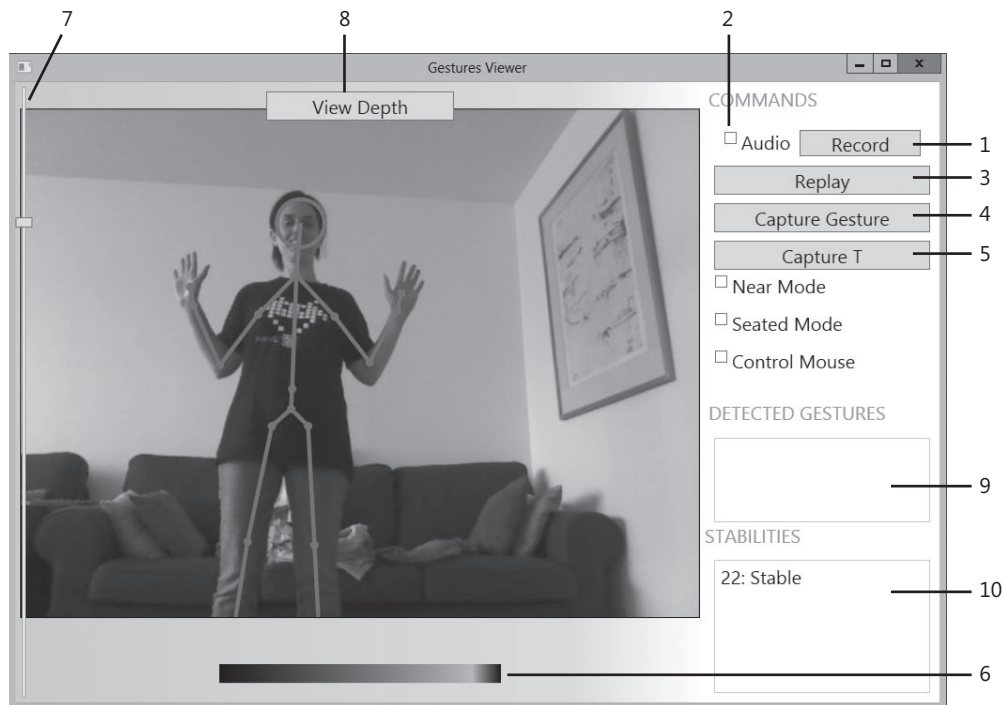 7 8 2
Gestures Viewer
View Depth
COMMANDS
Audio Record 1
Replay 3
Capture Gesture 4
Capture T 5
Near Mode
Seated Mode
Control Mouse
DETECTED GESTURES
9
STABILITIES
22: Stable
10
6